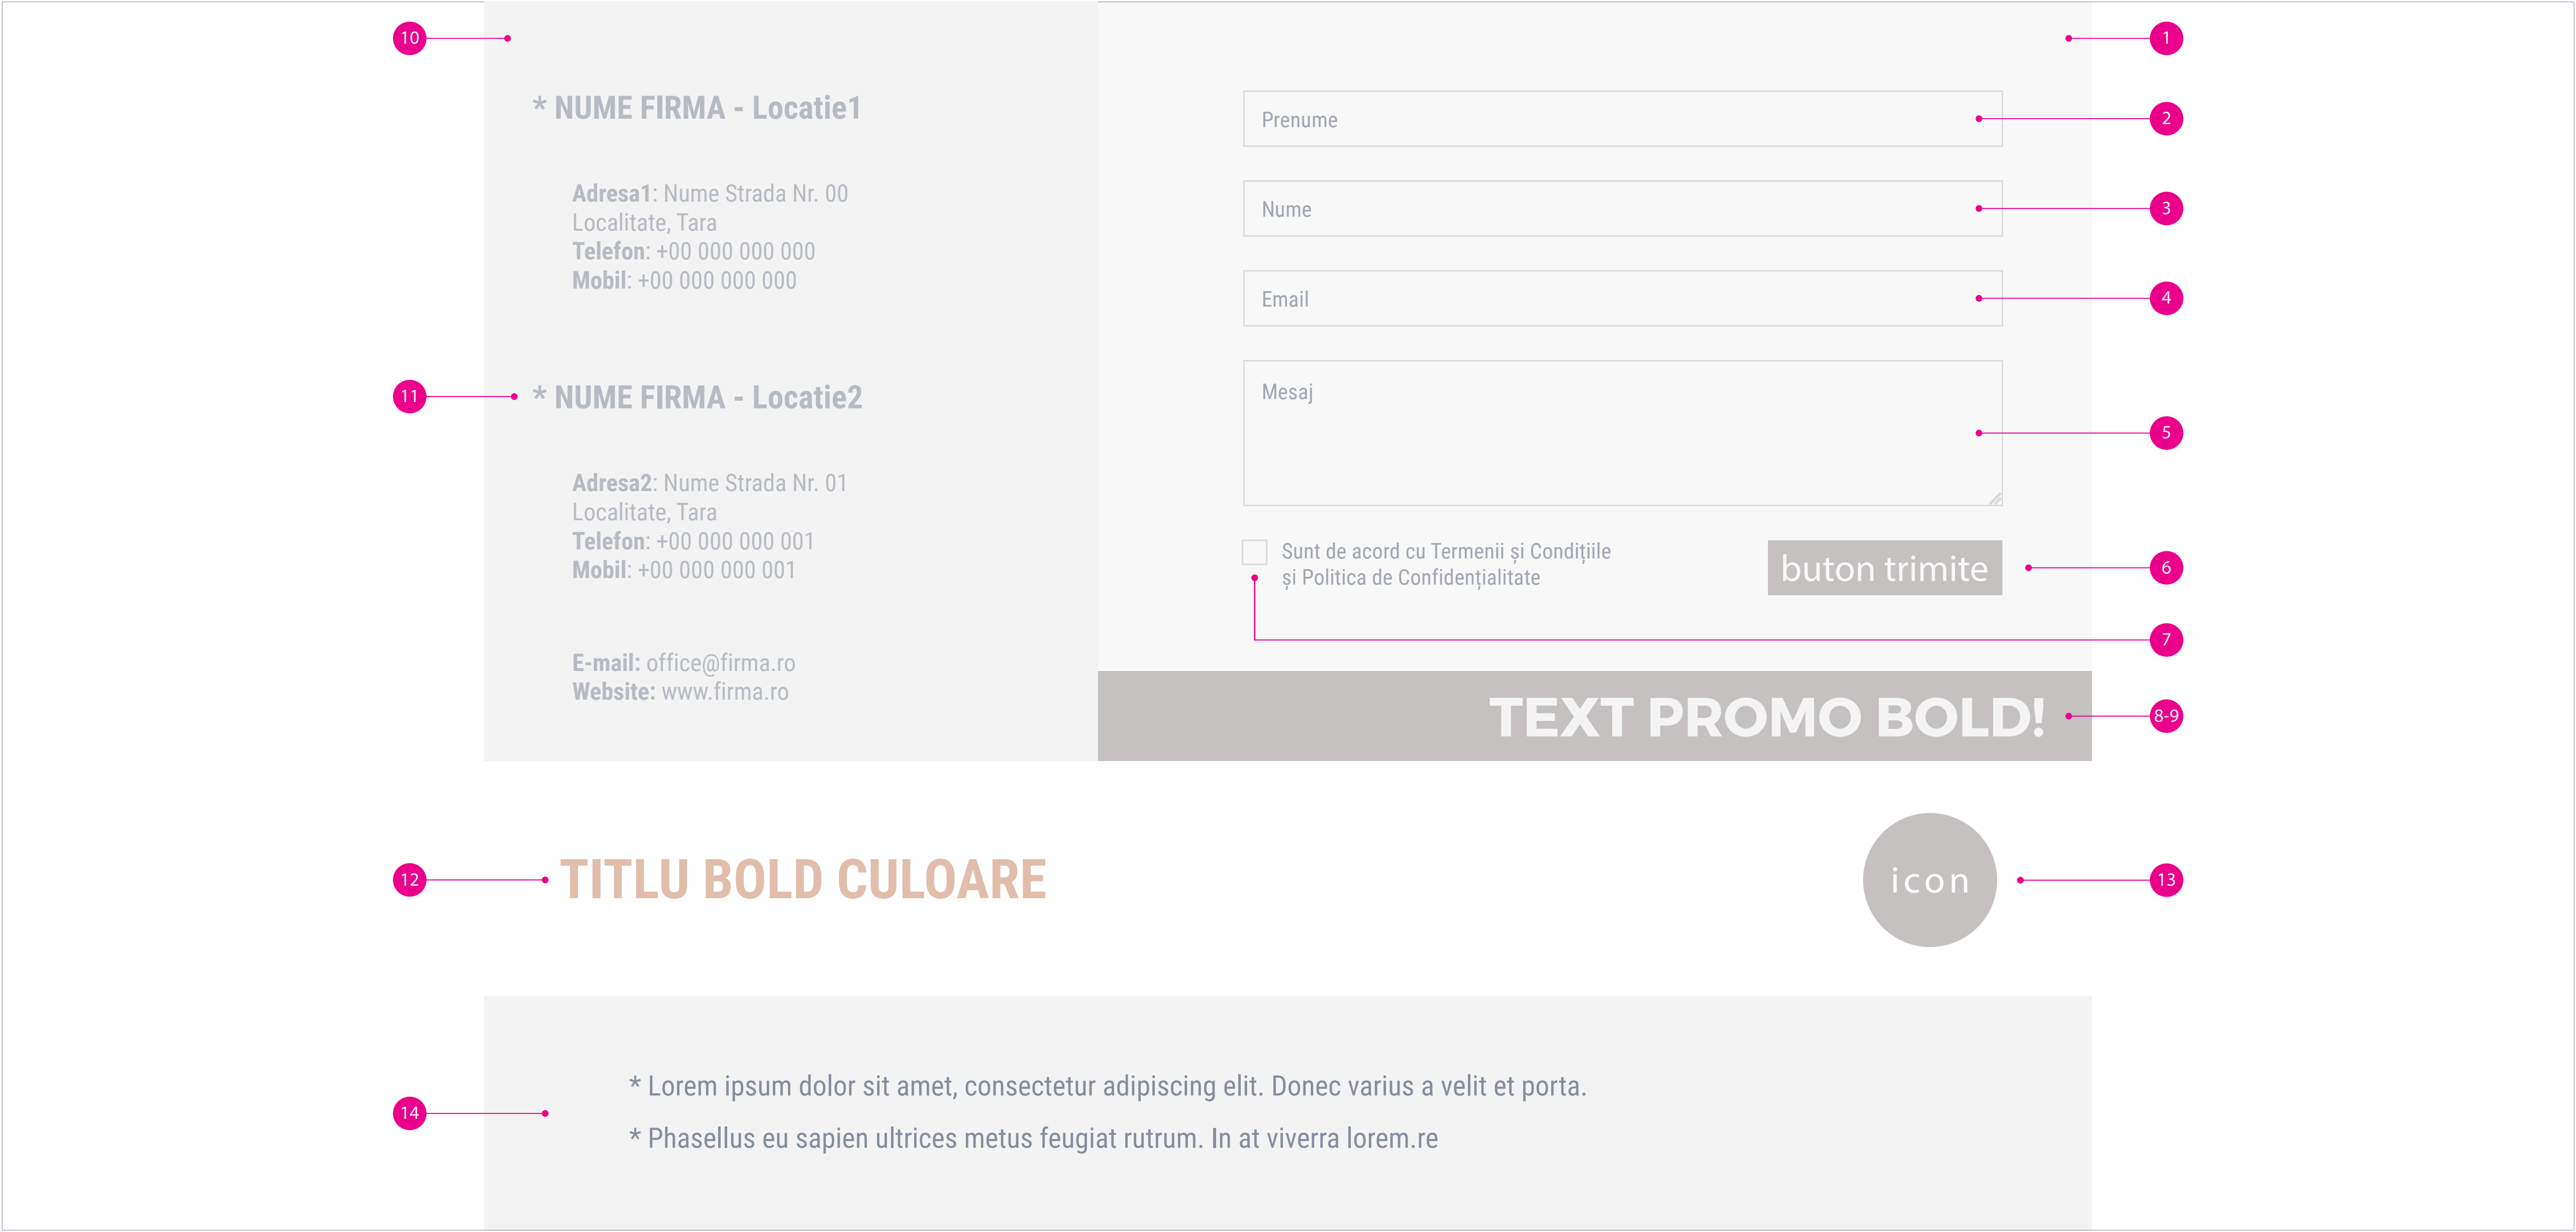 10
1
* NUME FIRMA - Locatie1
Adresa1: Nume Strada Nr. 00
Localitate, Tara
Telefon: +00 000 000 000
Mobil: +00 000 000 000
11
* NUME FIRMA - Locatie2
Adresa2: Nume Strada Nr. 01
Localitate, Tara
Telefon: +00 000 000 001
Mobil: +00 000 000 001
E-mail: office@firma.ro
Website: www.firma.ro
Prenume
2
Nume
3
Email
4
Mesaj
5
Sunt de acord cu Termenii și Condițiile
și Politica de Confidențialitate
buton trimite
6
7
TEXT PROMO BOLD!
8-9
12
TITLU BOLD CULOARE
icon
13
14
* Lorem ipsum dolor sit amet, consectetur adipiscing elit. Donec varius a velit et porta.
* Phasellus eu sapien ultrices metus feugiat rutrum. In at viverra lorem.re